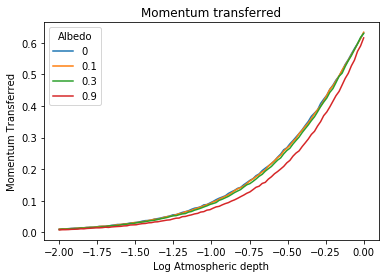 Momentum transferred
Albedo
0
0.1
0.3
0.9
Momentum Transferred
0.6
0.5
0.4
0.3
0.2
0.1
0.0
−2.00 −1.75 −1.50 −1.25 −1.00 −0.75 −0.50 −0.25 0.00
Log Atmospheric depth